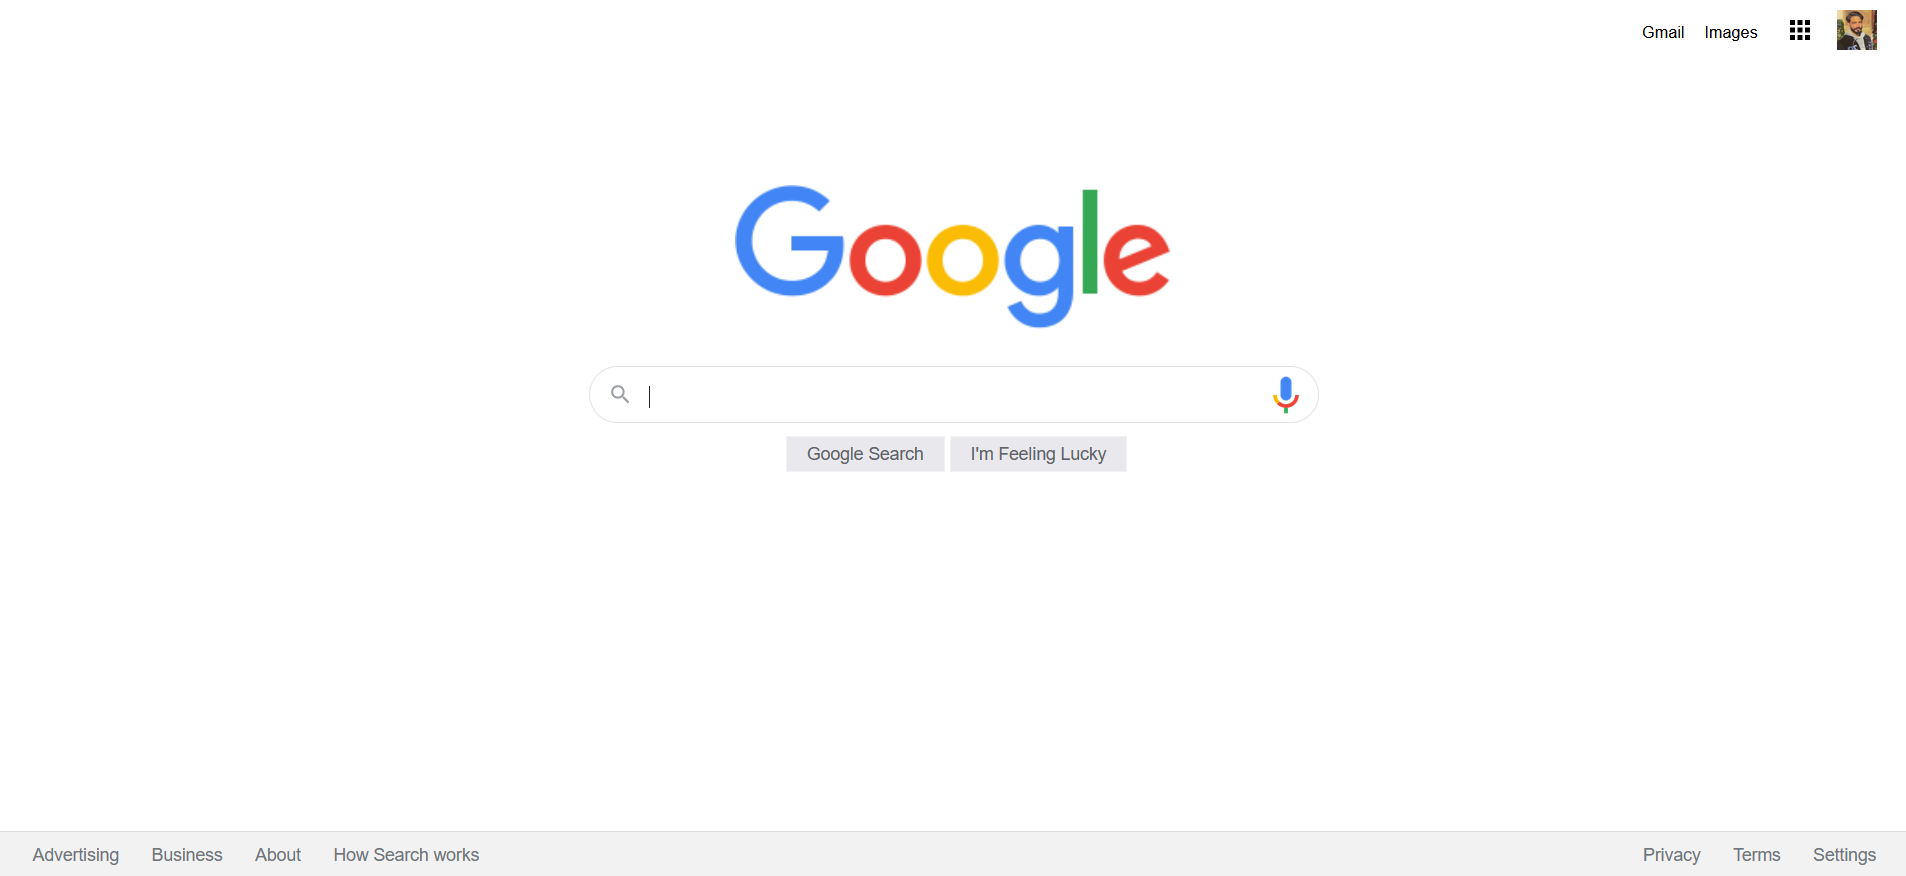 Gmail Images
Google
Google Search I'm Feeling Lucky
Advertising Business About How Search works Privacy Terms Settings